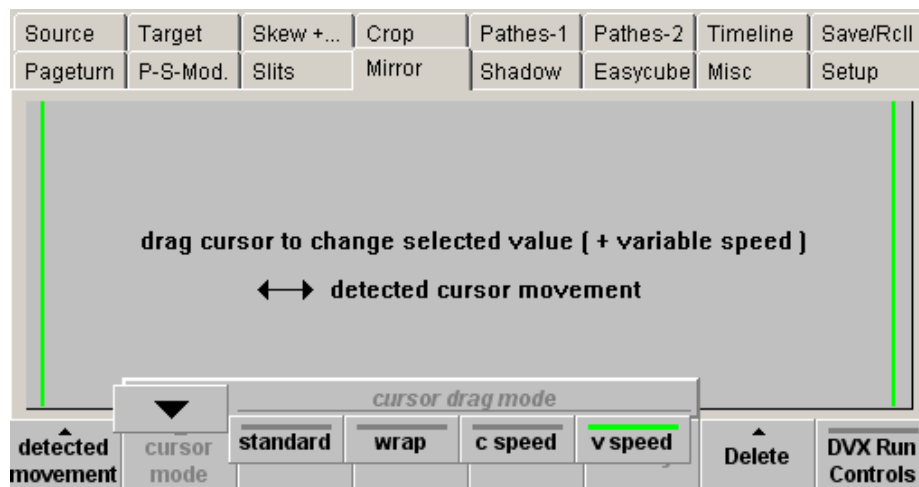 Source Target Skew +... Crop Pathes-1 Pathes-2 Timeline Save/Rcll
Pageturn P-S-Mod. Slits Mirror Shadow Easycube Misc Setup
drag cursor to change selected value ( + variable speed )
detected cursor movement
cursor drag mode
standard wrap c speed v speed
detected movement
cursor mode
Delete
DVX Run Controls